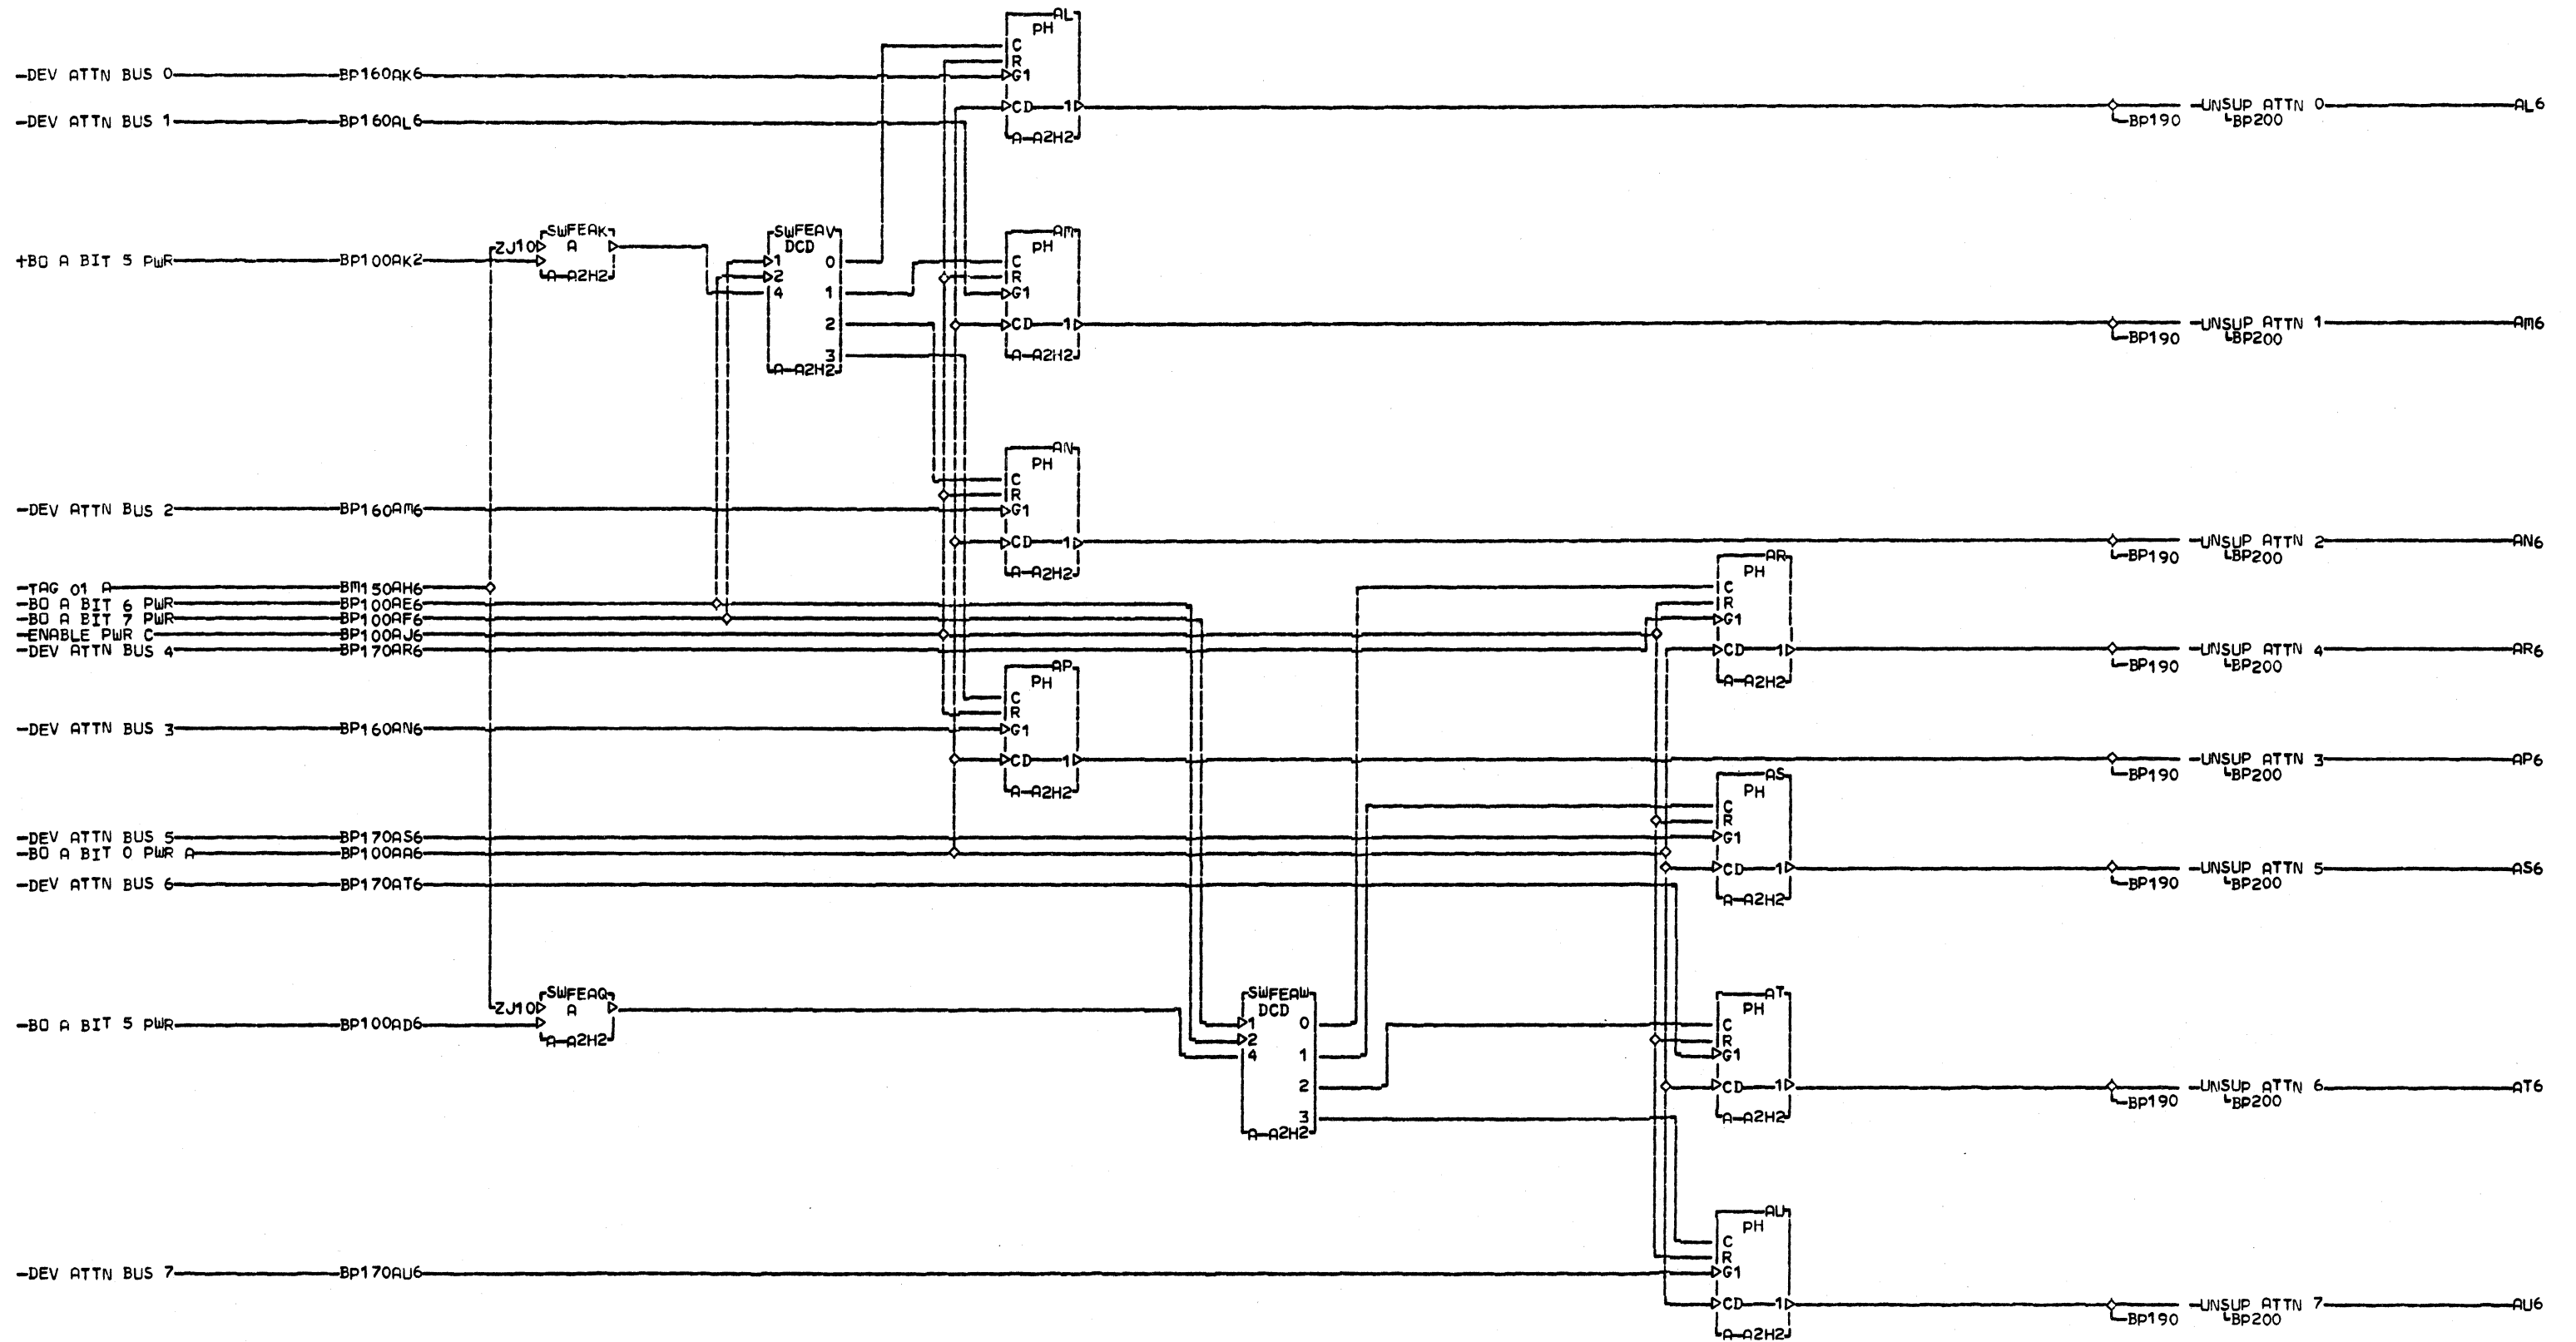 AL
PH
C
R
-DEV ATTN BUS 0 BP160AK6 G1
CD 1 -UNSUP ATTN 0 AL6
BP190 BP200
-DEV ATTN BUS 1 BP160AL6
A-A2H2
SWFEAK SWFEAV AM
ZJ10 A DCD PH
+BO A BIT 5 PWR BP100AK2 1 0 C
A-A2H2 2 R
4 1 G1
2 CD 1 -UNSUP ATTN 1 AM6
BP190 BP200
3 A-A2H2
A-A2H2
AN
PH
C
R
-DEV ATTN BUS 2 BP160AM6 G1
CD 1 -UNSUP ATTN 2 AN6
BP190 BP200
A-A2H2 AR
PH
-TAG 01 A BM150AH6 C
-BO A BIT 6 PWR BP100AE6 R
-BO A BIT 7 PWR BP100AF6 G1
-ENABLE PWR C BP100AJ6
-DEV ATTN BUS 4 BP170AR6 CD 1 -UNSUP ATTN 4 AR6
BP190 BP200
AP A-A2H2
PH
C
R
-DEV ATTN BUS 3 BP160AN6 G1
CD 1 -UNSUP ATTN 3 AP6
BP190 BP200
A-A2H2 AS
PH
C
R
-DEV ATTN BUS 5 BP170AS6 G1
-BO A BIT 0 PWR A BP100AA6
CD 1 -UNSUP ATTN 5 AS6
-DEV ATTN BUS 6 BP170AT6 BP190 BP200
A-A2H2
SWFEAQ SWFEAW AT
ZJ10 A DCD PH
-BO A BIT 5 PWR BP100AD6 1 0 C
A-A2H2 2 R
4 1 G1
2 CD 1 -UNSUP ATTN 6 AT6
BP190 BP200
3 A-A2H2
A-A2H2
AU
PH
C
R
-DEV ATTN BUS 7 BP170AU6 G1
CD 1 -UNSUP ATTN 7 AU6
BP190 BP200
A-A2H2